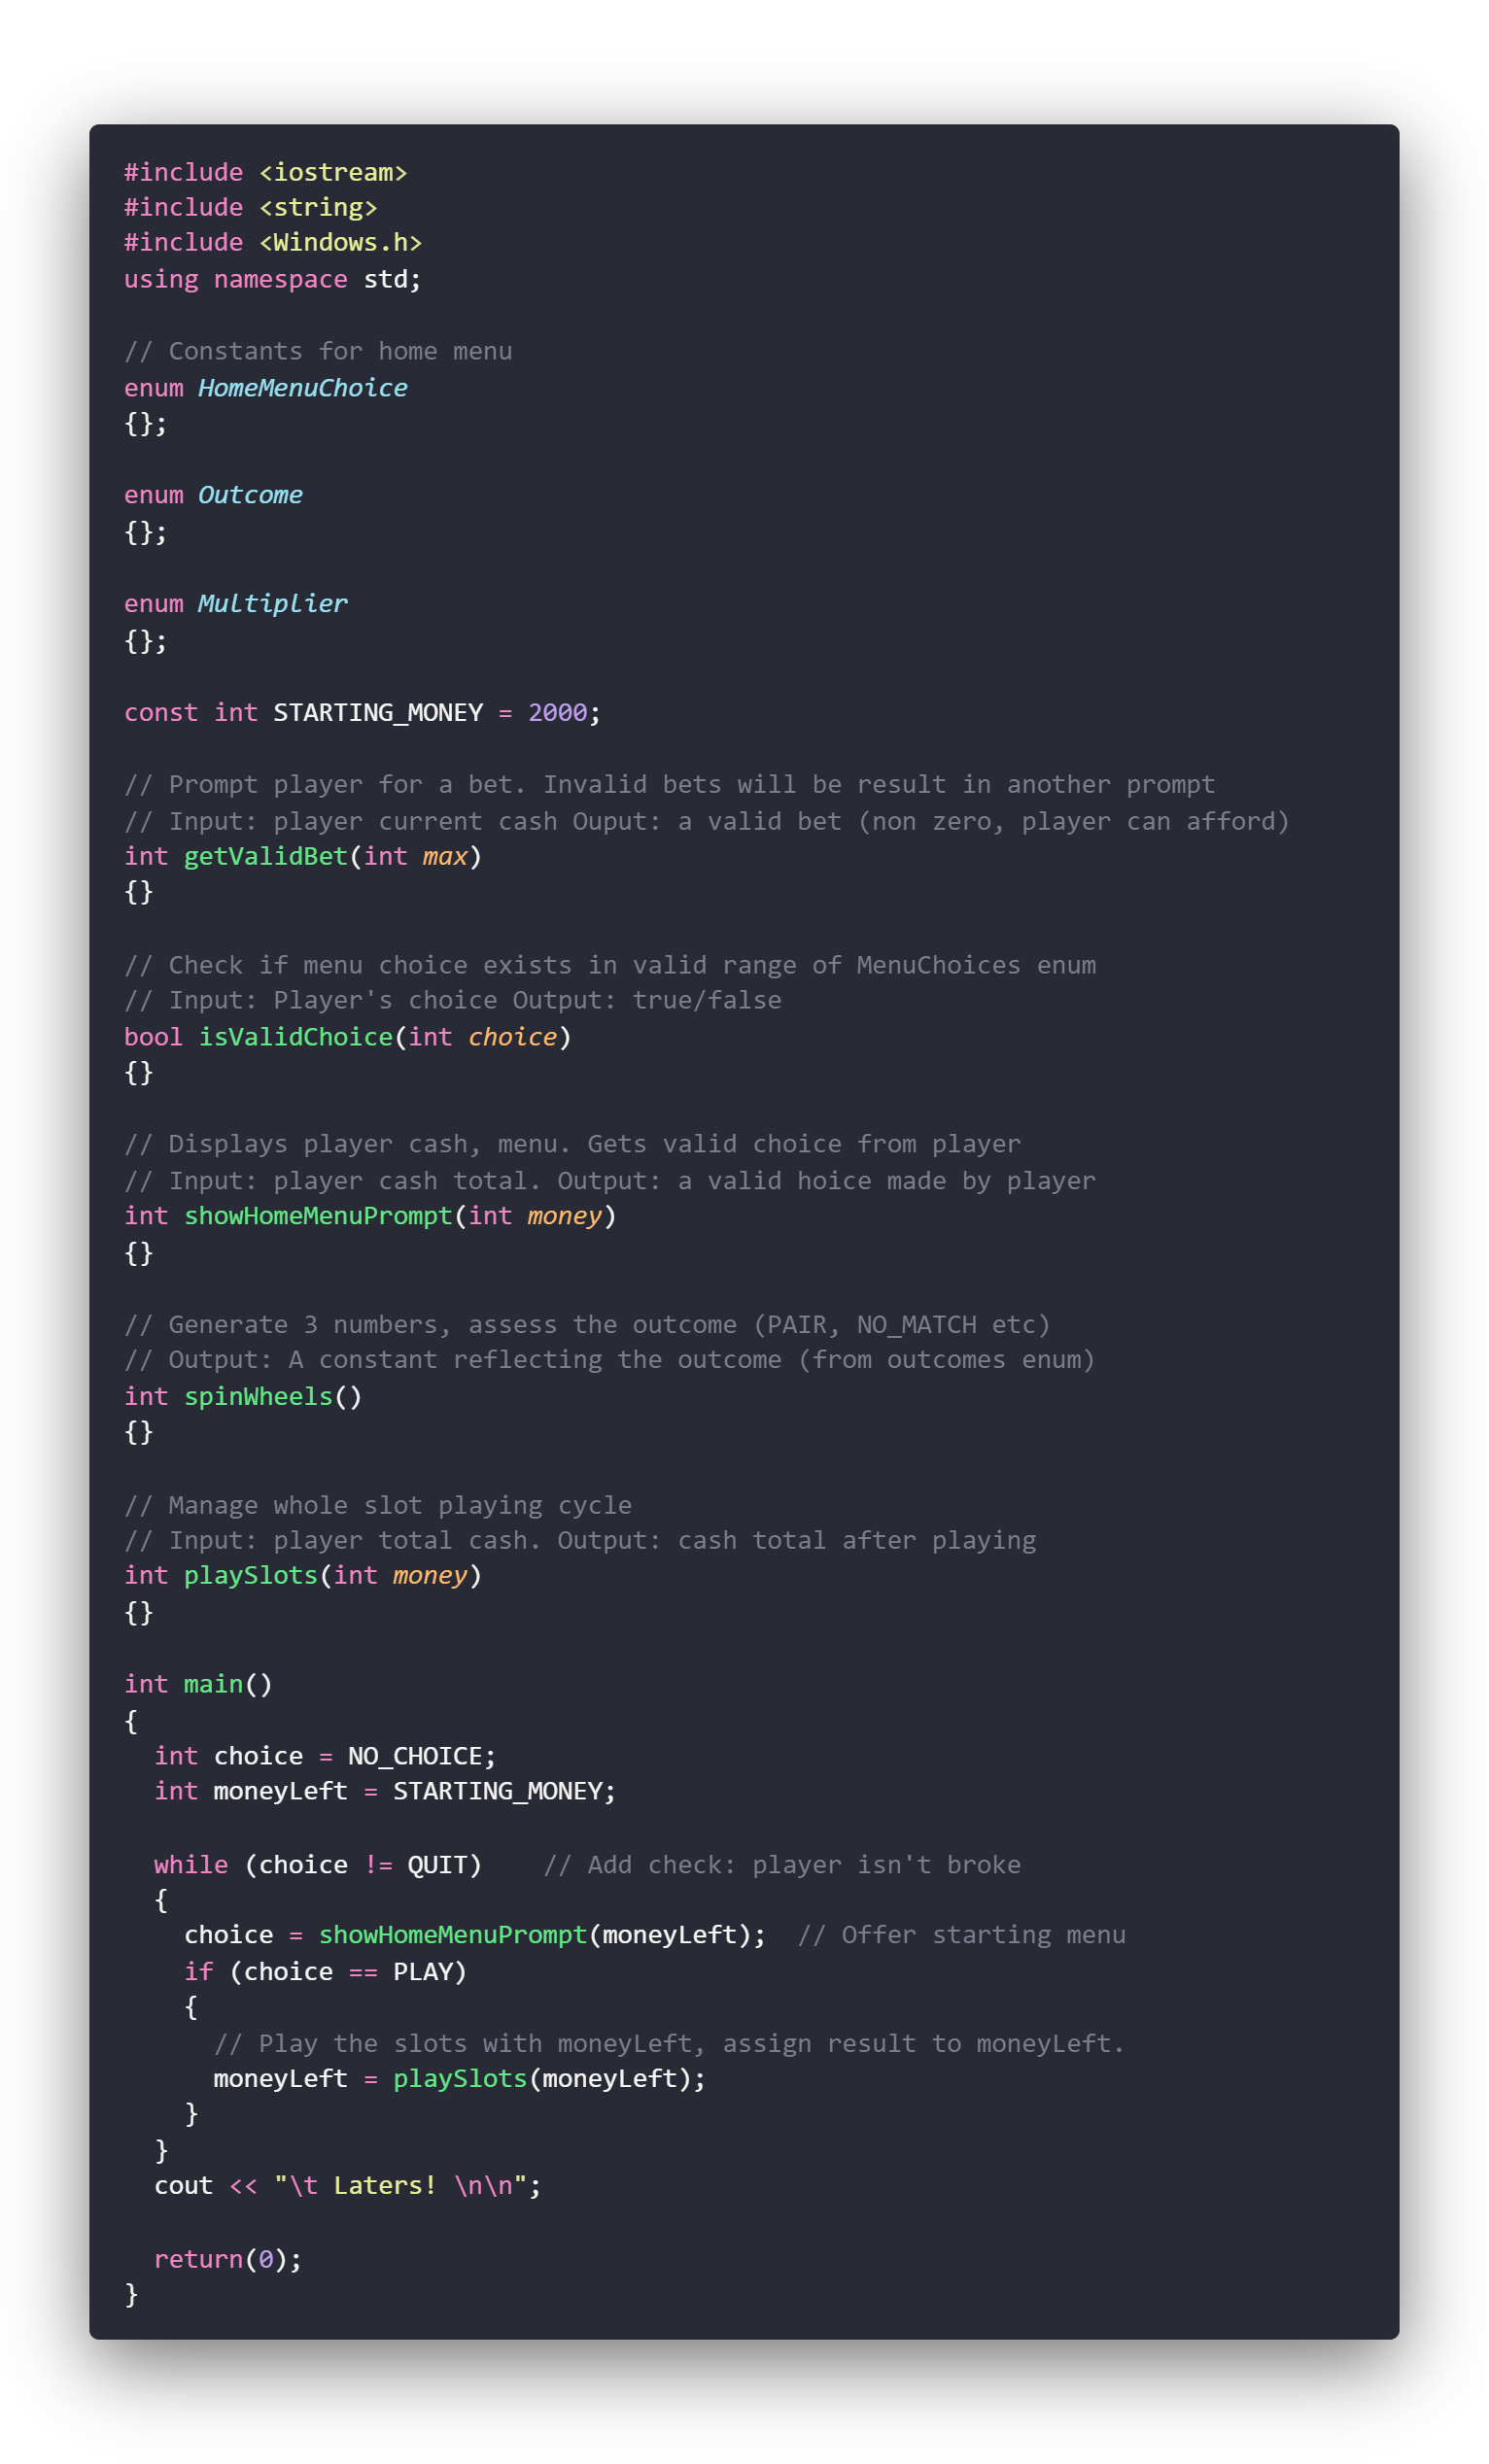 #include <iostream>
#include <string>
#include <Windows.h>
using namespace std;

// Constants for home menu
enum HomeMenuChoice
{};

enum Outcome
{};

enum Multiplier
{};

const int STARTING_MONEY = 2000;

// Prompt player for a bet. Invalid bets will be result in another prompt
// Input: player current cash Ouput: a valid bet (non zero, player can afford)
int getValidBet(int max)
{}

// Check if menu choice exists in valid range of MenuChoices enum
// Input: Player's choice Output: true/false
bool isValidChoice(int choice)
{}

// Displays player cash, menu. Gets valid choice from player
// Input: player cash total. Output: a valid hoice made by player
int showHomeMenuPrompt(int money)
{}

// Generate 3 numbers, assess the outcome (PAIR, NO_MATCH etc)
// Output: A constant reflecting the outcome (from outcomes enum)
int spinWheels()
{}

// Manage whole slot playing cycle
// Input: player total cash. Output: cash total after playing
int playSlots(int money)
{}

int main()
{
  int choice = NO_CHOICE;
  int moneyLeft = STARTING_MONEY;

  while (choice != QUIT)    // Add check: player isn't broke
  {
    choice = showHomeMenuPrompt(moneyLeft);  // Offer starting menu
    if (choice == PLAY)
    {
      // Play the slots with moneyLeft, assign result to moneyLeft.
      moneyLeft = playSlots(moneyLeft);
    }
  }
  cout << "\t Laters! \n\n";

  return(0);
}